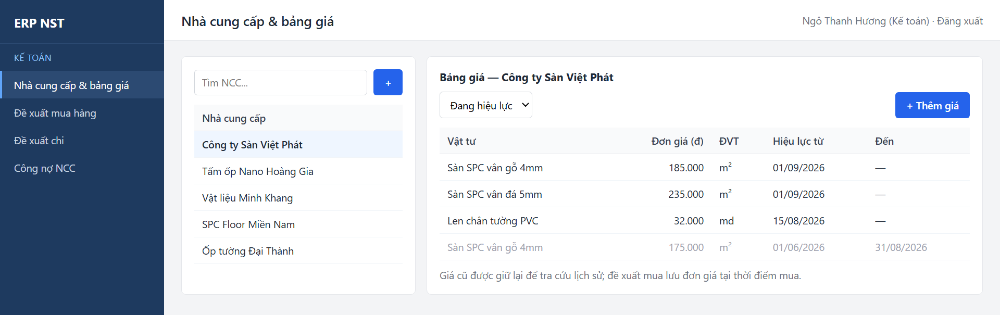 ERP NST
KẾ TOÁN
Nhà cung cấp & bảng giá
Đề xuất mua hàng
Đề xuất chi
Công nợ NCC
Nhà cung cấp & bảng giá
Ngô Thanh Hương (Kế toán) · Đăng xuất
Tìm NCC...
+
Nhà cung cấp
Công ty Sàn Việt Phát
Tấm ốp Nano Hoàng Gia
Vật liệu Minh Khang
SPC Floor Miền Nam
Ốp tường Đại Thành
Bảng giá — Công ty Sàn Việt Phát
Đang hiệu lực
+ Thêm giá
Vật tư Đơn giá (đ) ĐVT Hiệu lực từ Đến
Sàn SPC vân gỗ 4mm 185.000 m² 01/09/2026 —
Sàn SPC vân đá 5mm 235.000 m² 01/09/2026 —
Len chân tường PVC 32.000 md 15/08/2026 —
Sàn SPC vân gỗ 4mm 175.000 m² 01/06/2026 31/08/2026
Giá cũ được giữ lại để tra cứu lịch sử; đề xuất mua lưu đơn giá tại thời điểm mua.